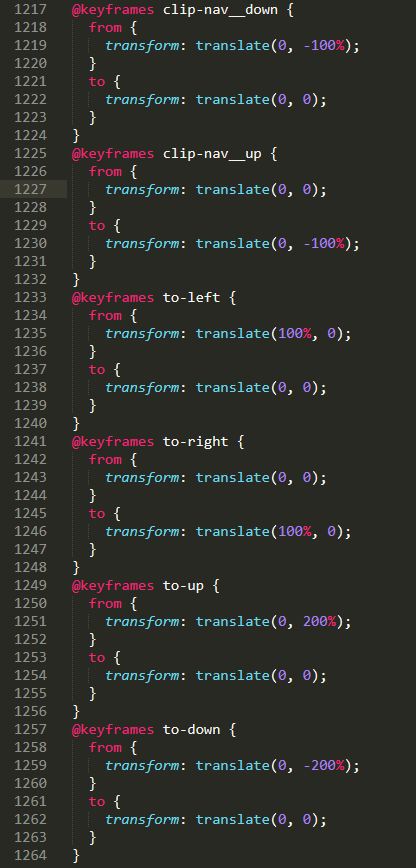 1217 @keyframes clip-nav__down {
1218 from {
1219 transform: translate(0, -100%);
1220 }
1221 to {
1222 transform: translate(0, 0);
1223 }
1224 }
1225 @keyframes clip-nav__up {
1226 from {
1227 transform: translate(0, 0);
1228 }
1229 to {
1230 transform: translate(0, -100%);
1231 }
1232 }
1233 @keyframes to-left {
1234 from {
1235 transform: translate(100%, 0);
1236 }
1237 to {
1238 transform: translate(0, 0);
1239 }
1240 }
1241 @keyframes to-right {
1242 from {
1243 transform: translate(0, 0);
1244 }
1245 to {
1246 transform: translate(100%, 0);
1247 }
1248 }
1249 @keyframes to-up {
1250 from {
1251 transform: translate(0, 200%);
1252 }
1253 to {
1254 transform: translate(0, 0);
1255 }
1256 }
1257 @keyframes to-down {
1258 from {
1259 transform: translate(0, -200%);
1260 }
1261 to {
1262 transform: translate(0, 0);
1263 }
1264 }